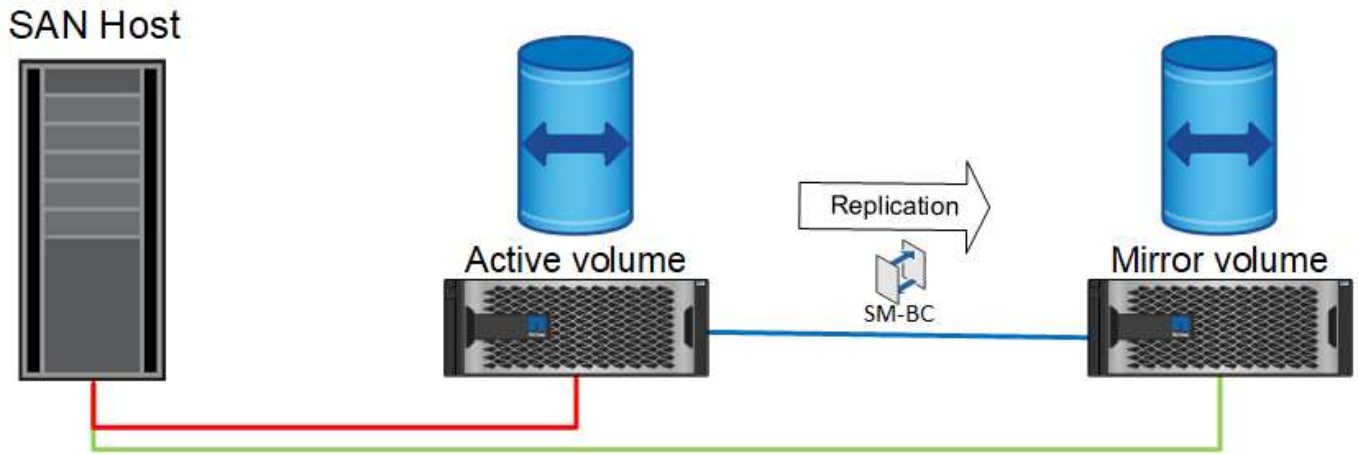 SAN Host
Replication
Active volume
Mirror volume
SM-BC